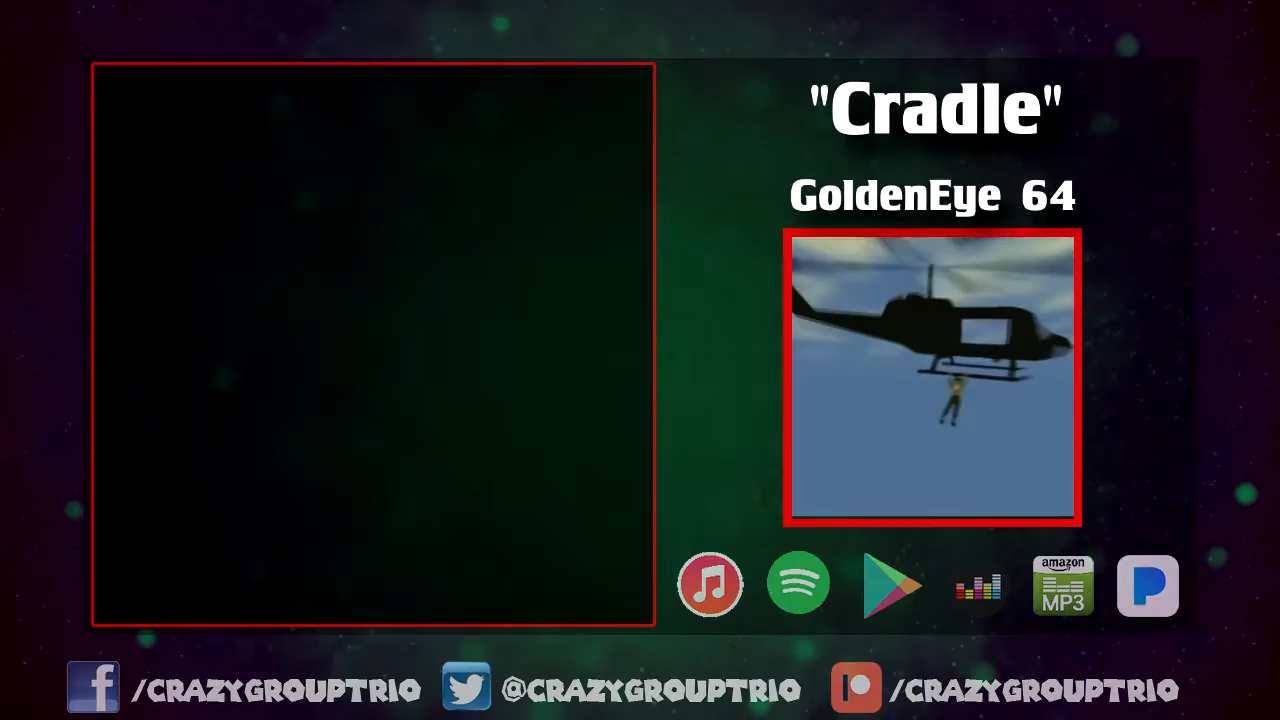 "Cradle"
GoldenEye 64
amazon
MP3
/CRAZYGROUPTRIO
@CRAZYGROUPTRIO
/CRAZYGROUPTRIO